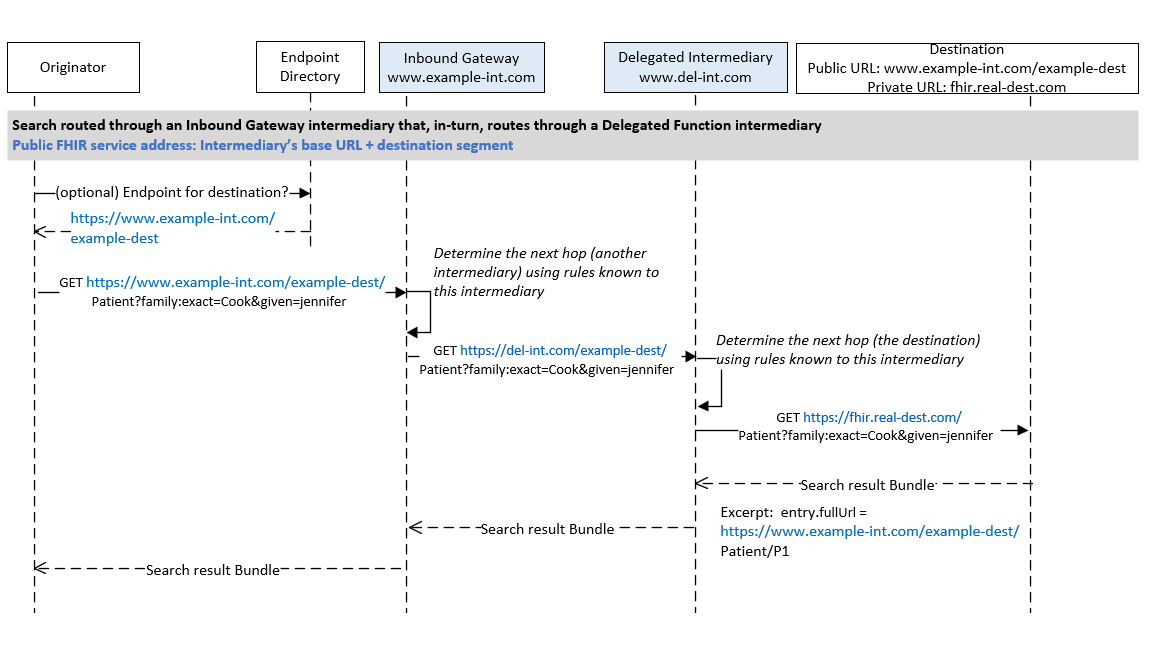 Originator
Endpoint
Directory
Inbound Gateway
www.example-int.com
Delegated Intermediary
www.del-int.com
Destination
Public URL: www.example-int.com/example-dest
Private URL: fhir.real-dest.com
Search routed through an Inbound Gateway intermediary that, in-turn, routes through a Delegated Function intermediary
Public FHIR service address: Intermediary's base URL + destination segment
(optional) Endpoint for destination?
https://www.example-int.com/
example-dest
Determine the next hop (another
intermediary) using rules known to
this intermediary
GET https://www.example-int.com/example-dest/
Patient?family:exact=Cook&given=jennifer
Determine the next hop (the destination)
using rules known to this intermediary
GET https://del-int.com/example-dest/
Patient?family:exact=Cook&given=jennifer
GET https://fhir.real-dest.com/
Patient?family:exact=Cook&given=jennifer
Search result Bundle
Excerpt:  entry.fullUrl =
https://www.example-int.com/example-dest/
Patient/P1
Search result Bundle
Search result Bundle